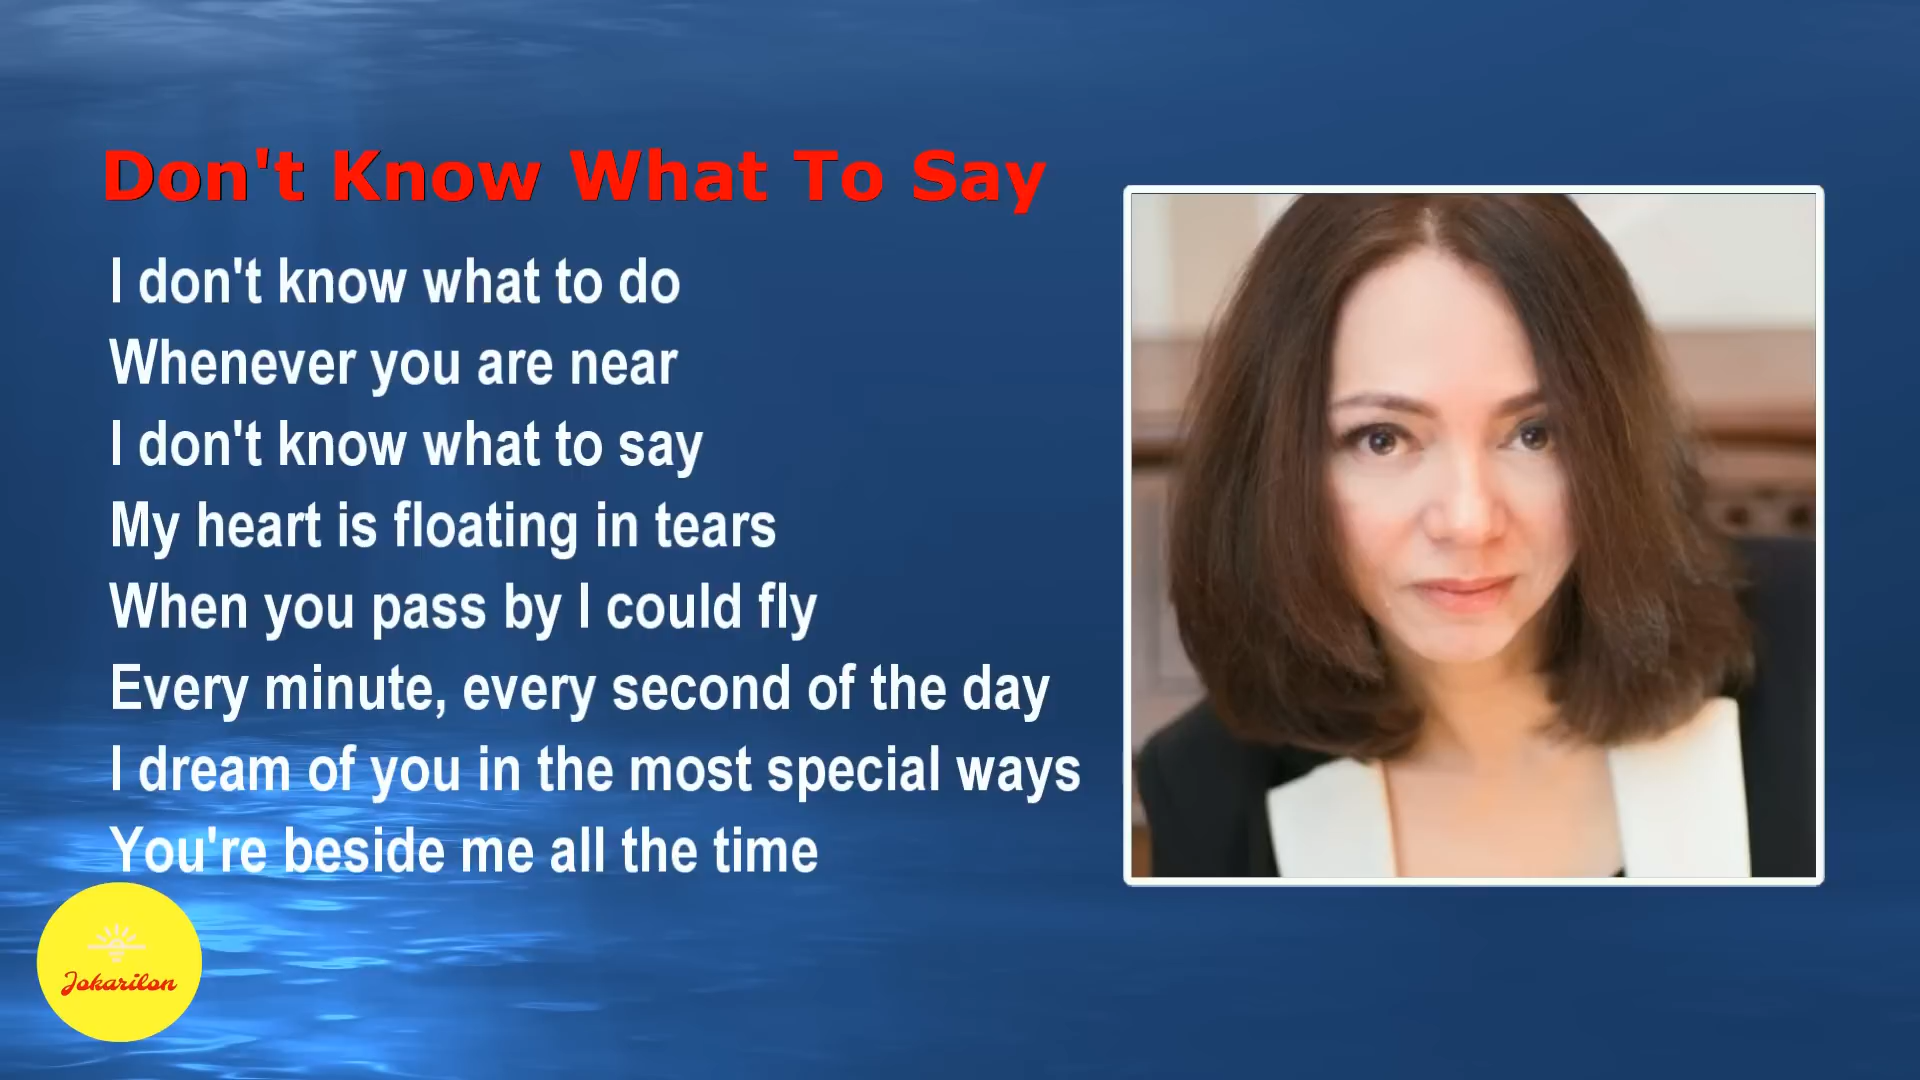 Don't Know What To Say
I don't know what to do
Whenever you are near
I don't know what to say
My heart is floating in tears
When you pass by I could fly
Every minute, every second of the day
I dream of you in the most special ways
You're beside me all the time
Jokarilon